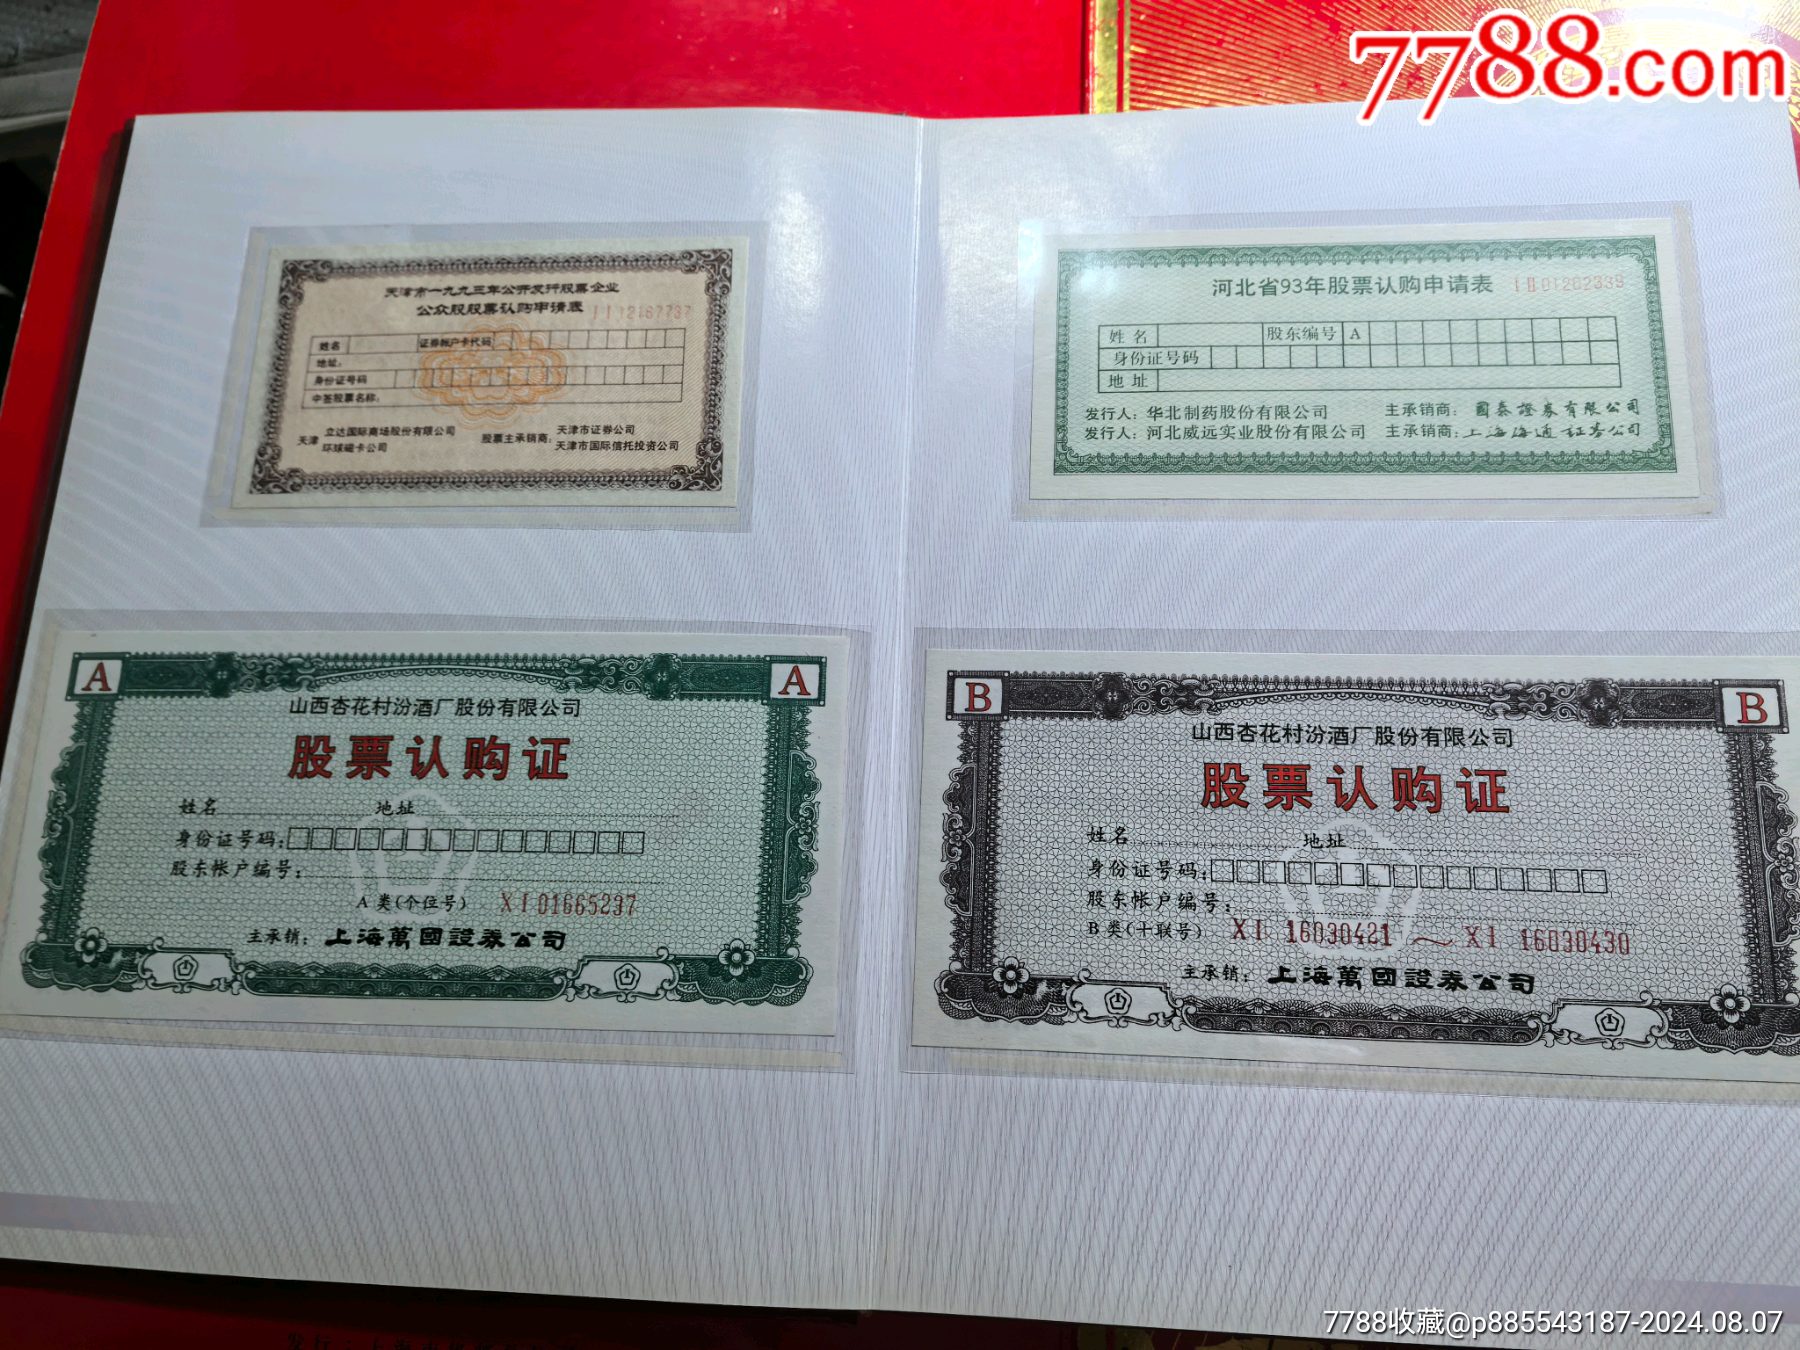 7788.com
天津市一九九三年公开发行股票企业
公众股股票认购申请表
姓名 证券帐户卡代码
地址：
身份证号码
中签股票名称：
天津 立达国际商场股份有限公司
环球磁卡公司
股票主承销商：天津市证券公司
天津市国际信托投资公司
河北省93年股票认购申请表 I II 01202339
姓 名 股东编号 A
身份证号码
地 址
发行人：华北制药股份有限公司 主承销商：國泰證券有限公司
发行人：河北威远实业股份有限公司 主承销商：上海海通证券公司
A A
山西杏花村汾酒厂股份有限公司
股票认购证
姓名 地址
身份证号码：
股东帐户编号：
A 类(个位号) XI 01665237
主承销：上海萬國證券公司
B B
山西杏花村汾酒厂股份有限公司
股票认购证
姓名 地址
身份证号码：
股东帐户编号：
B 类(十联号) XI 16030421 ～ XI 16030430
主承销：上海萬國證券公司
7788收藏@p885543187-2024.08.07